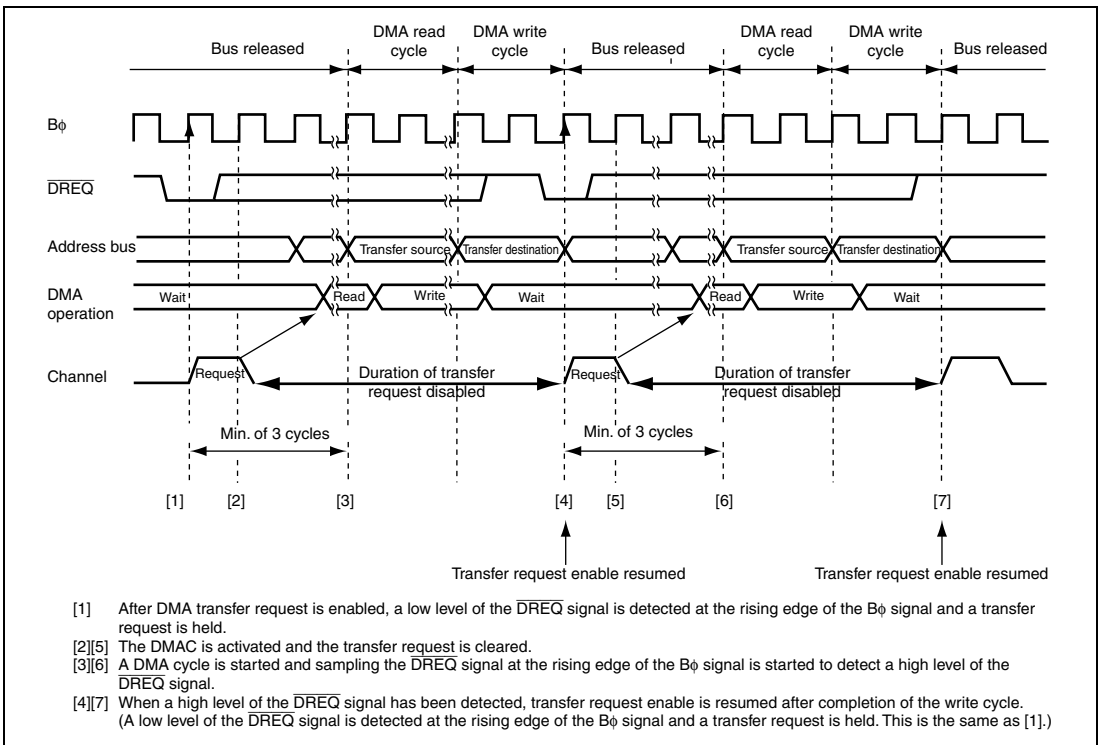 Bus released
DMA read cycle
DMA write cycle
Bus released
DMA read cycle
DMA write cycle
Bus released
Bφ
DREQ
Address bus
Transfer source
Transfer destination
Transfer source
Transfer destination
DMA operation
Wait
Read
Write
Wait
Read
Write
Wait
Channel
Request
Duration of transfer request disabled
Request
Duration of transfer request disabled
Min. of 3 cycles
Min. of 3 cycles
[1]
[2]
[3]
[4]
[5]
[6]
[7]
Transfer request enable resumed
Transfer request enable resumed
[1] After DMA transfer request is enabled, a low level of the DREQ signal is detected at the rising edge of the Bφ signal and a transfer
request is held.
[2][5] The DMAC is activated and the transfer request is cleared.
[3][6] A DMA cycle is started and sampling the DREQ signal at the rising edge of the Bφ signal is started to detect a high level of the
DREQ signal.
[4][7] When a high level of the DREQ signal has been detected, transfer request enable is resumed after completion of the write cycle.
(A low level of the DREQ signal is detected at the rising edge of the Bφ signal and a transfer request is held. This is the same as [1].)